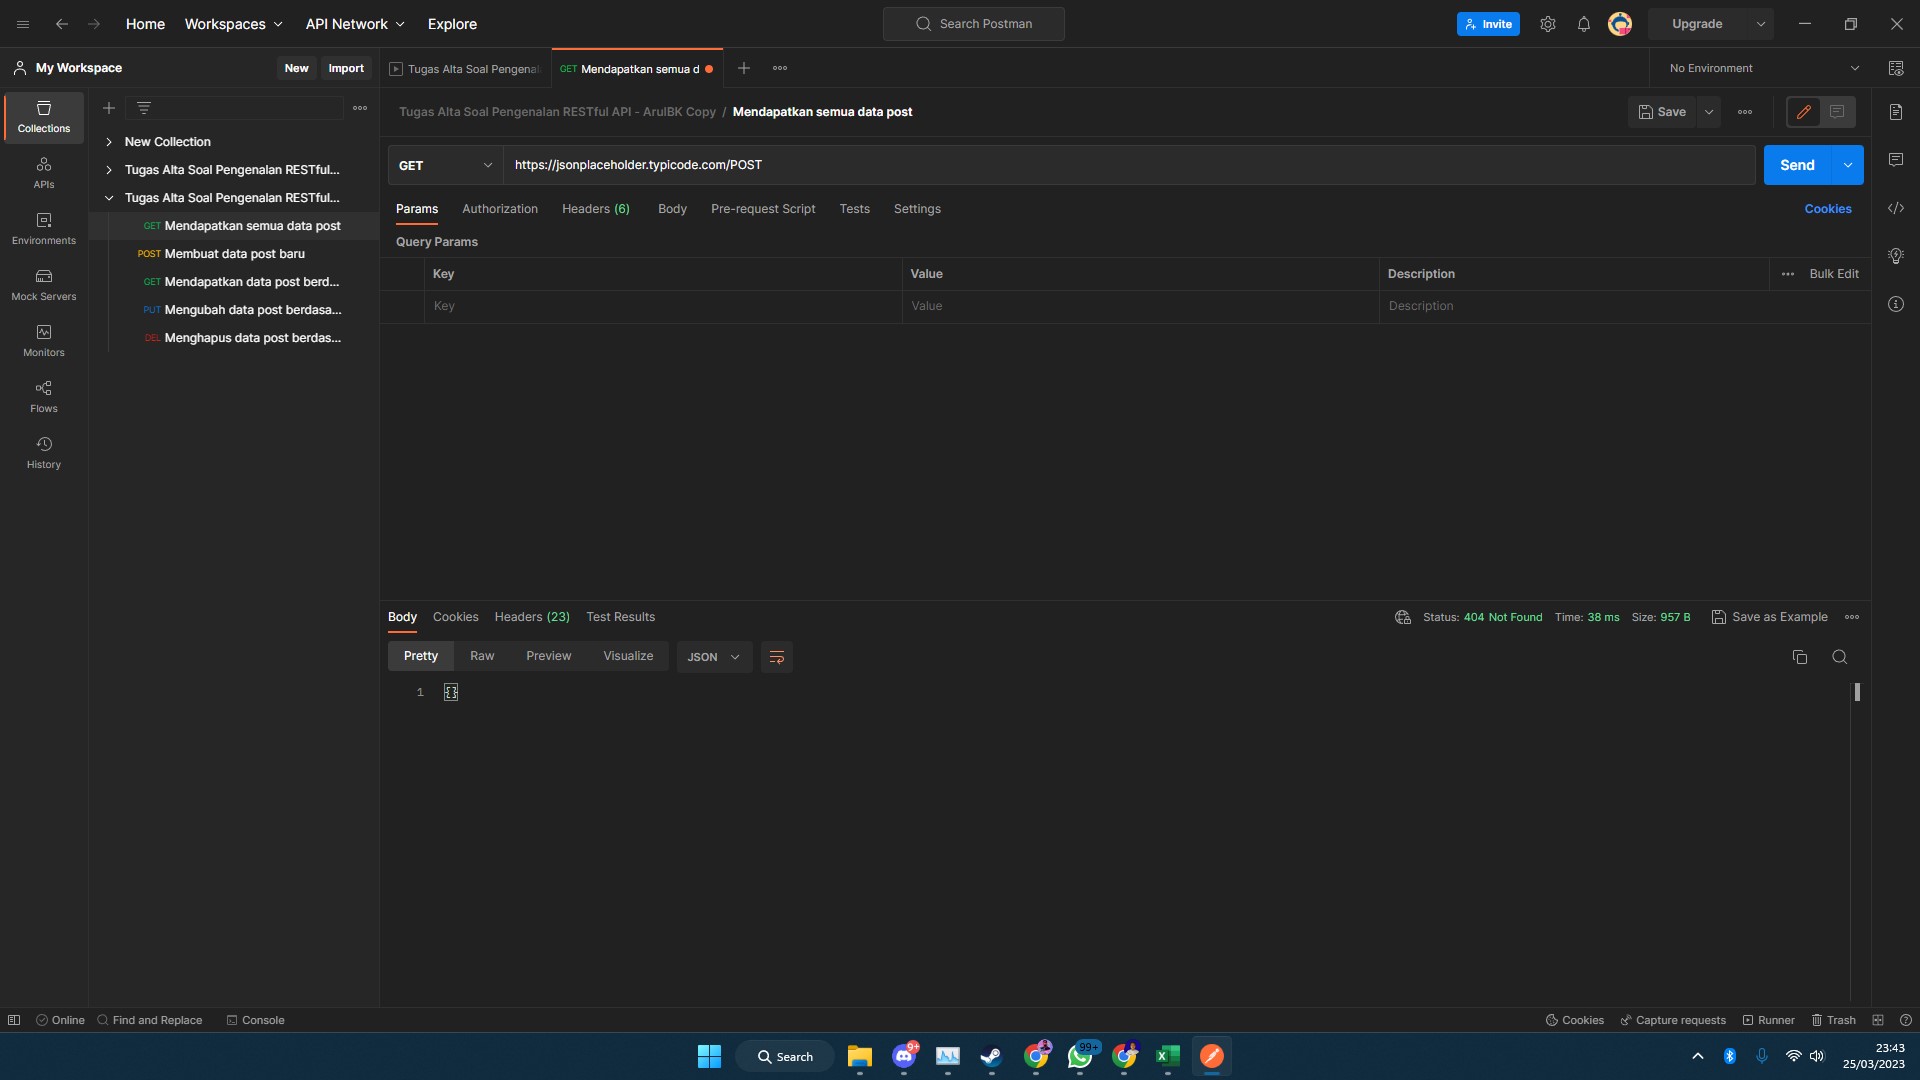 Home Workspaces API Network Explore
Search Postman
Invite
Upgrade
My Workspace
New Import
Tugas Alta Soal Pengenal
GET Mendapatkan semua d
No Environment
Collections
APIs
Environments
Mock Servers
Monitors
Flows
History
New Collection
Tugas Alta Soal Pengenalan RESTful...
Tugas Alta Soal Pengenalan RESTful...
GET Mendapatkan semua data post
POST Membuat data post baru
GET Mendapatkan data post berd...
PUT Mengubah data post berdasa...
DEL Menghapus data post berdas...
Tugas Alta Soal Pengenalan RESTful API - ArulBK Copy / Mendapatkan semua data post
Save
GET https://jsonplaceholder.typicode.com/POST
Send
Params Authorization Headers (6) Body Pre-request Script Tests Settings
Cookies
Query Params
Key Value Description
Bulk Edit
Key Value Description
Body Cookies Headers (23) Test Results
Status: 404 Not Found Time: 38 ms Size: 957 B Save as Example
Pretty Raw Preview Visualize JSON
1 {}
Online Find and Replace Console
Cookies Capture requests Runner Trash
Search
9+
99+
23:43
25/03/2023